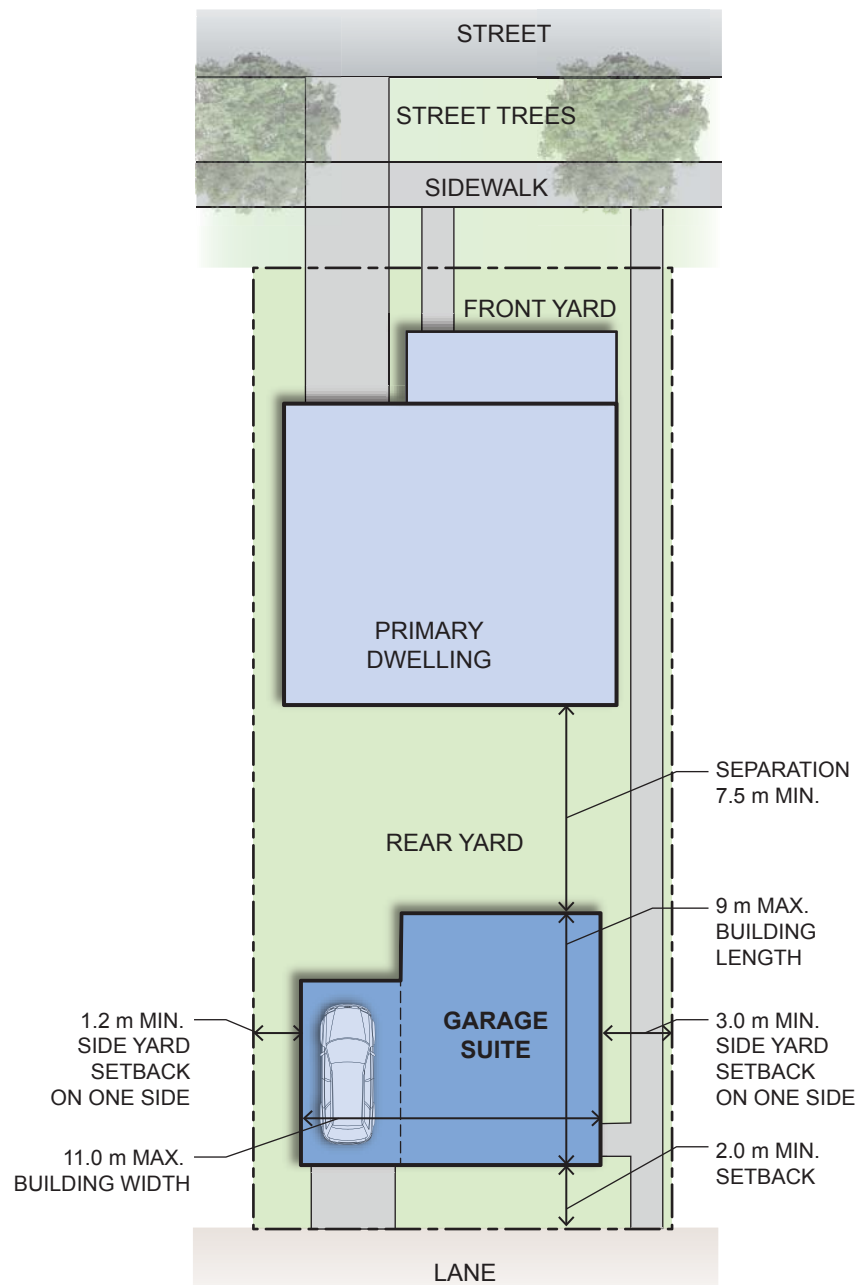 STREET
STREET TREES
SIDEWALK
FRONT YARD
PRIMARY
DWELLING
SEPARATION
7.5 m MIN.
REAR YARD
9 m MAX.
BUILDING
LENGTH
GARAGE
SUITE
1.2 m MIN.
SIDE YARD
SETBACK
ON ONE SIDE
3.0 m MIN.
SIDE YARD
SETBACK
ON ONE SIDE
11.0 m MAX.
BUILDING WIDTH
2.0 m MIN.
SETBACK
LANE